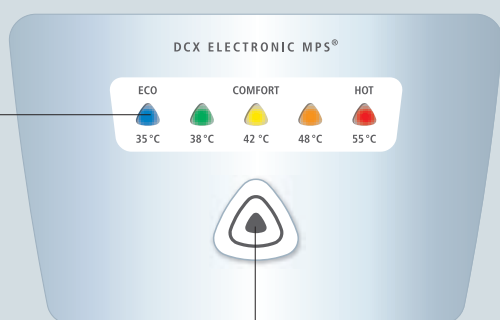 DCX ELECTRONIC MPS®
ECO COMFORT HOT
35 °C 38 °C 42 °C 48 °C 55 °C